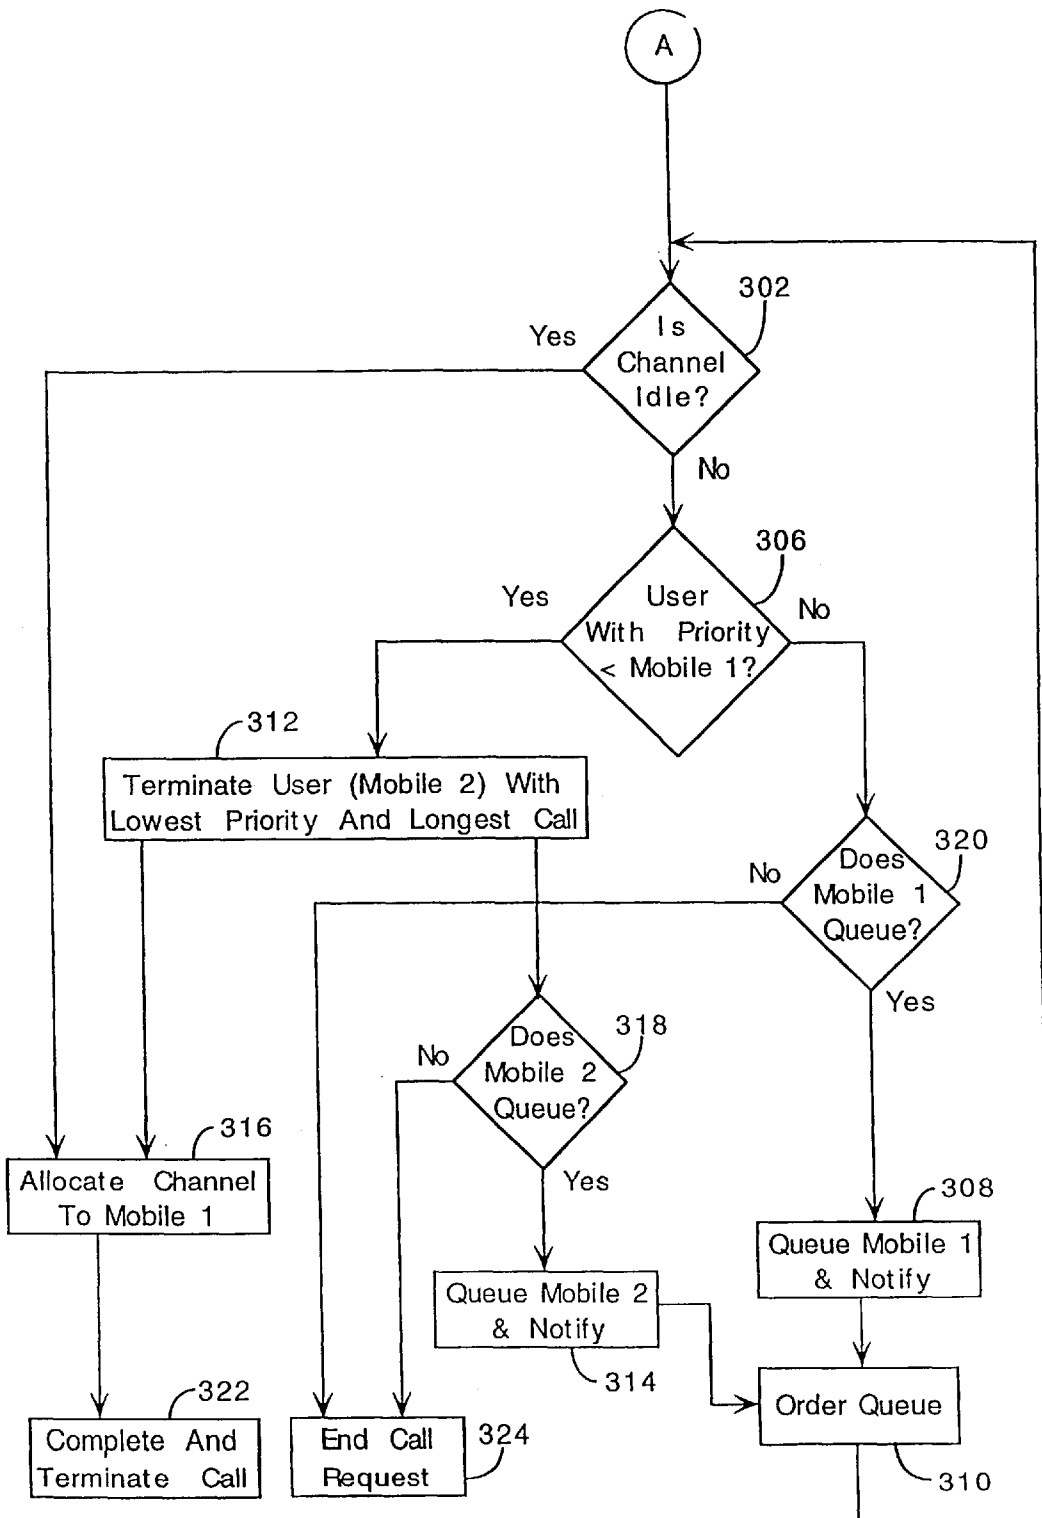 A
302
Yes
Is
Channel
Idle?
No
306
Yes
User
With Priority
< Mobile 1?
No
312
Terminate User (Mobile 2) With
Lowest Priority And Longest Call
320
No
Does
Mobile 1
Queue?
Yes
318
No
Does
Mobile 2
Queue?
Yes
316
Allocate Channel
To Mobile 1
308
Queue Mobile 1
& Notify
Queue Mobile 2
& Notify
314
322
Complete And
Terminate Call
End Call
Request
324
Order Queue
310